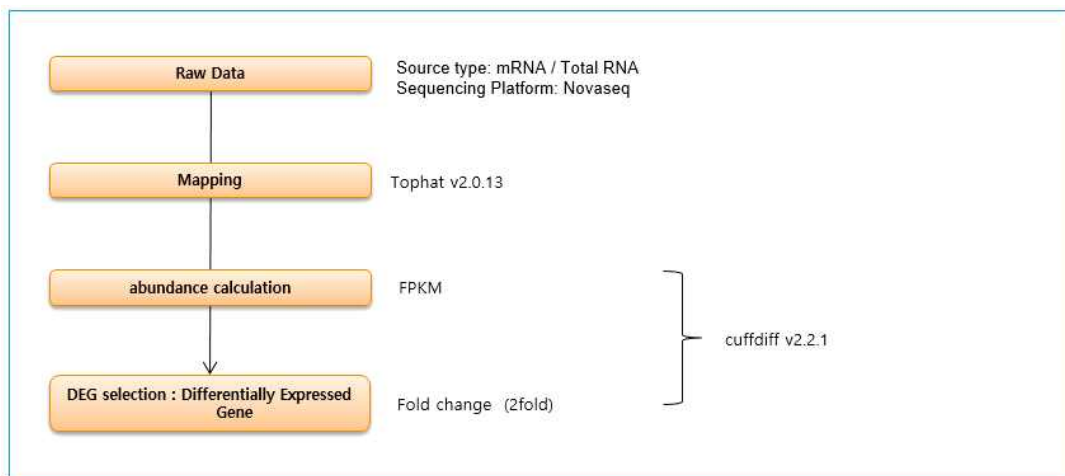 Raw Data
Source type: mRNA / Total RNA
Sequencing Platform: Novaseq
Mapping
Tophat v2.0.13
abundance calculation
FPKM
cuffdiff v2.2.1
DEG selection : Differentially Expressed
Gene
Fold change (2fold)